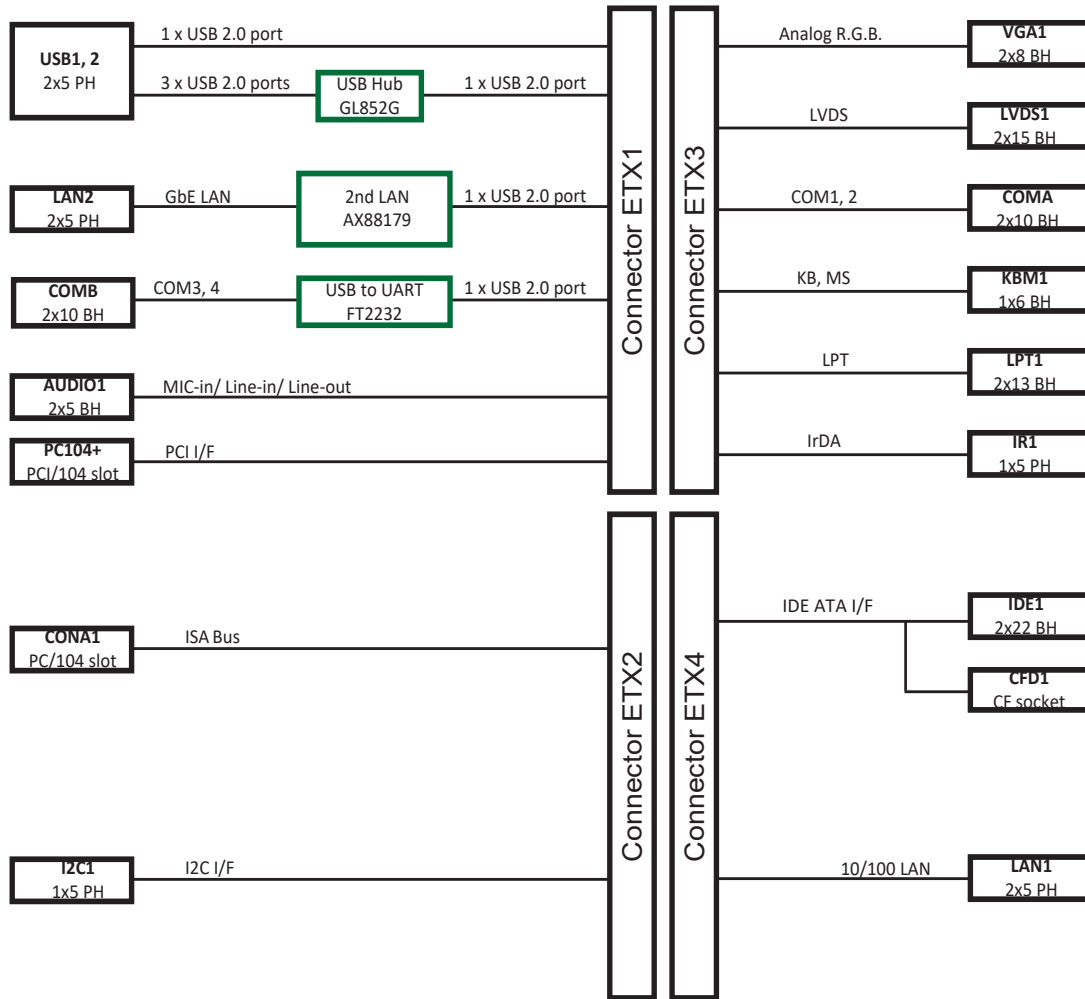 USB1, 2
2x5 PH
1 x USB 2.0 port
3 x USB 2.0 ports
USB Hub
GL852G
1 x USB 2.0 port
LAN2
2x5 PH
GbE LAN
2nd LAN
AX88179
1 x USB 2.0 port
COMB
2x10 BH
COM3, 4
USB to UART
FT2232
1 x USB 2.0 port
AUDIO1
2x5 BH
MIC-in/ Line-in/ Line-out
PC104+
PCI/104 slot
PCI I/F
Connector ETX1
Connector ETX3
Analog R.G.B.
VGA1
2x8 BH
LVDS
LVDS1
2x15 BH
COM1, 2
COMA
2x10 BH
KB, MS
KBM1
1x6 BH
LPT
LPT1
2x13 BH
IrDA
IR1
1x5 PH
CONA1
PC/104 slot
ISA Bus
I2C1
1x5 PH
I2C I/F
Connector ETX2
Connector ETX4
IDE ATA I/F
IDE1
2x22 BH
CFD1
CF socket
10/100 LAN
LAN1
2x5 PH